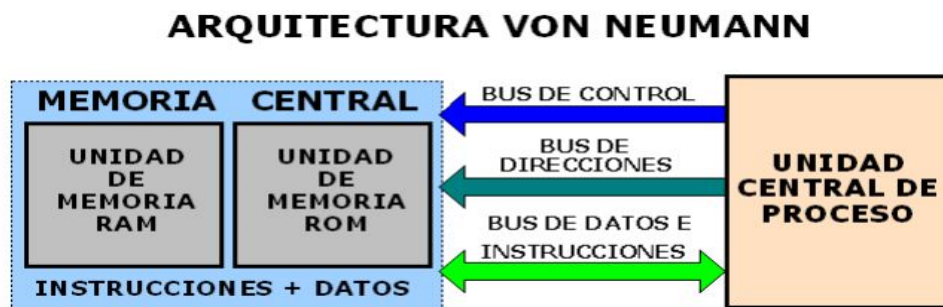 ARQUITECTURA VON NEUMANN
MEMORIA CENTRAL
UNIDAD
DE
MEMORIA
RAM
UNIDAD
DE
MEMORIA
ROM
INSTRUCCIONES + DATOS
BUS DE CONTROL
BUS DE
DIRECCIONES
BUS DE DATOS E
INSTRUCCIONES
UNIDAD
CENTRAL DE
PROCESO